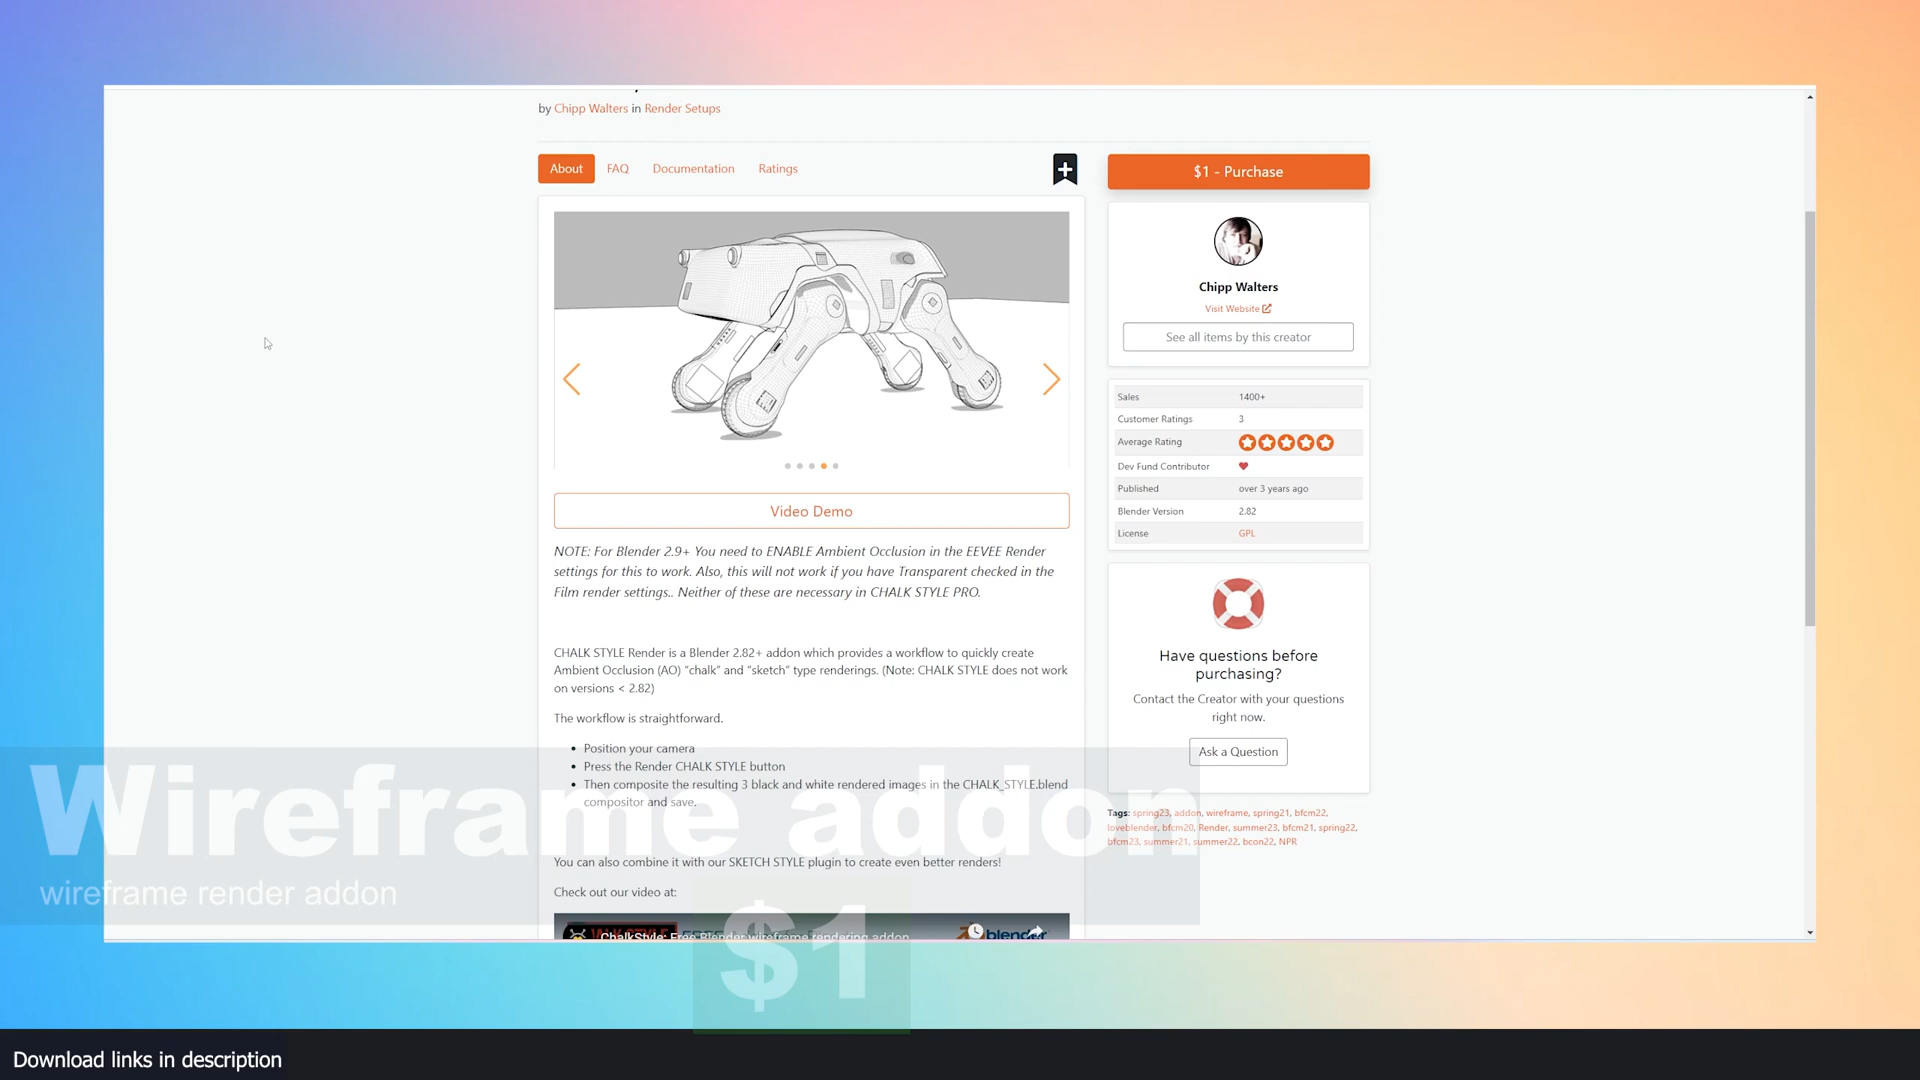 by Chipp Walters in Render Setups
About
FAQ
Documentation
Ratings
$1 - Purchase
Chipp Walters
Visit Website
See all items by this creator
Sales 1400+
Customer Ratings 3
Average Rating
Dev Fund Contributor
Published over 3 years ago
Blender Version 2.82
License GPL
Video Demo
NOTE: For Blender 2.9+ You need to ENABLE Ambient Occlusion in the EEVEE Render
settings for this to work. Also, this will not work if you have Transparent checked in the
Film render settings.. Neither of these are necessary in CHALK STYLE PRO.
CHALK STYLE Render is a Blender 2.82+ addon which provides a workflow to quickly create
Ambient Occlusion (AO) "chalk" and "sketch" type renderings. (Note: CHALK STYLE does not work
on versions < 2.82)
The workflow is straightforward.
• Position your camera
• Press the Render CHALK STYLE button
• Then composite the resulting 3 black and white rendered images in the CHALK_STYLE.blend
compositor and save.
You can also combine it with our SKETCH STYLE plugin to create even better renders!
Check out our video at:
ChalkStyle: Free Blender wireframe rendering addon
blender
Have questions before
purchasing?
Contact the Creator with your questions
right now.
Ask a Question
Tags: spring23, addon, wireframe, spring21, bfcm22,
loveblender, bfcm20, Render, summer23, bfcm21, spring22,
bfcm23, summer21, summer22, bcon22, NPR
Wireframe addon
wireframe render addon
$1
Download links in description